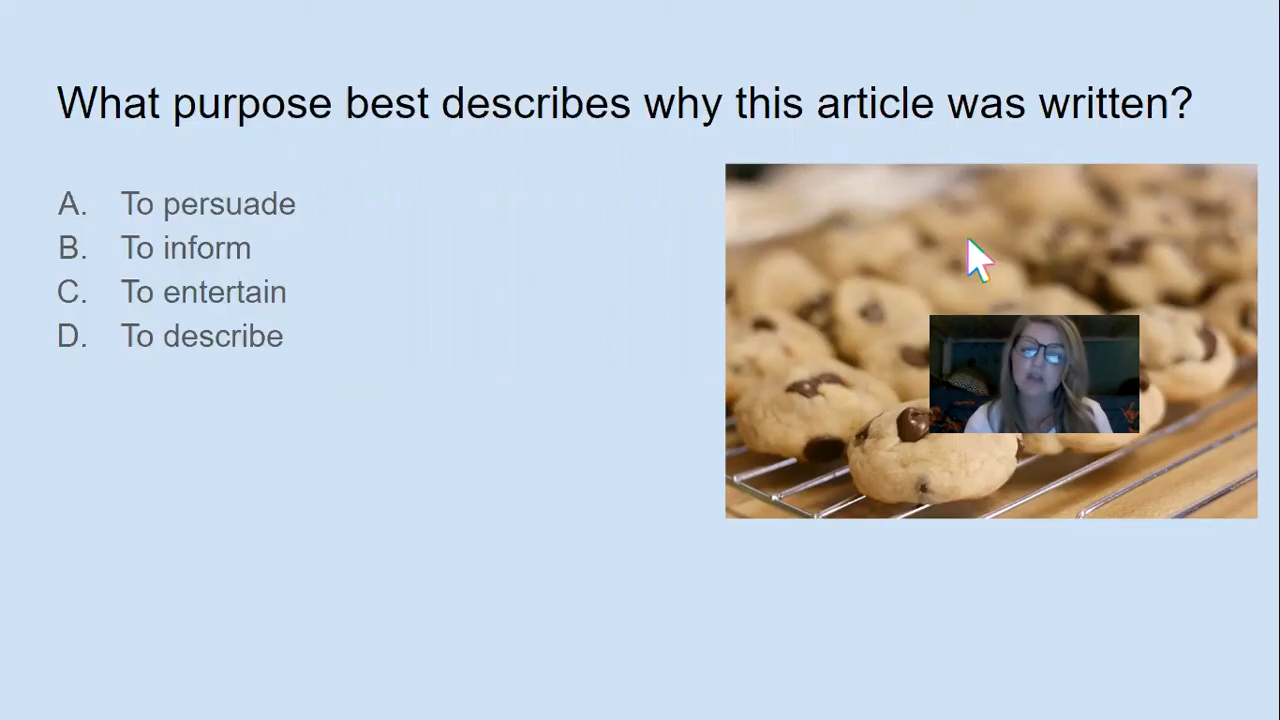 What purpose best describes why this article was written?
A. To persuade
B. To inform
C. To entertain
D. To describe